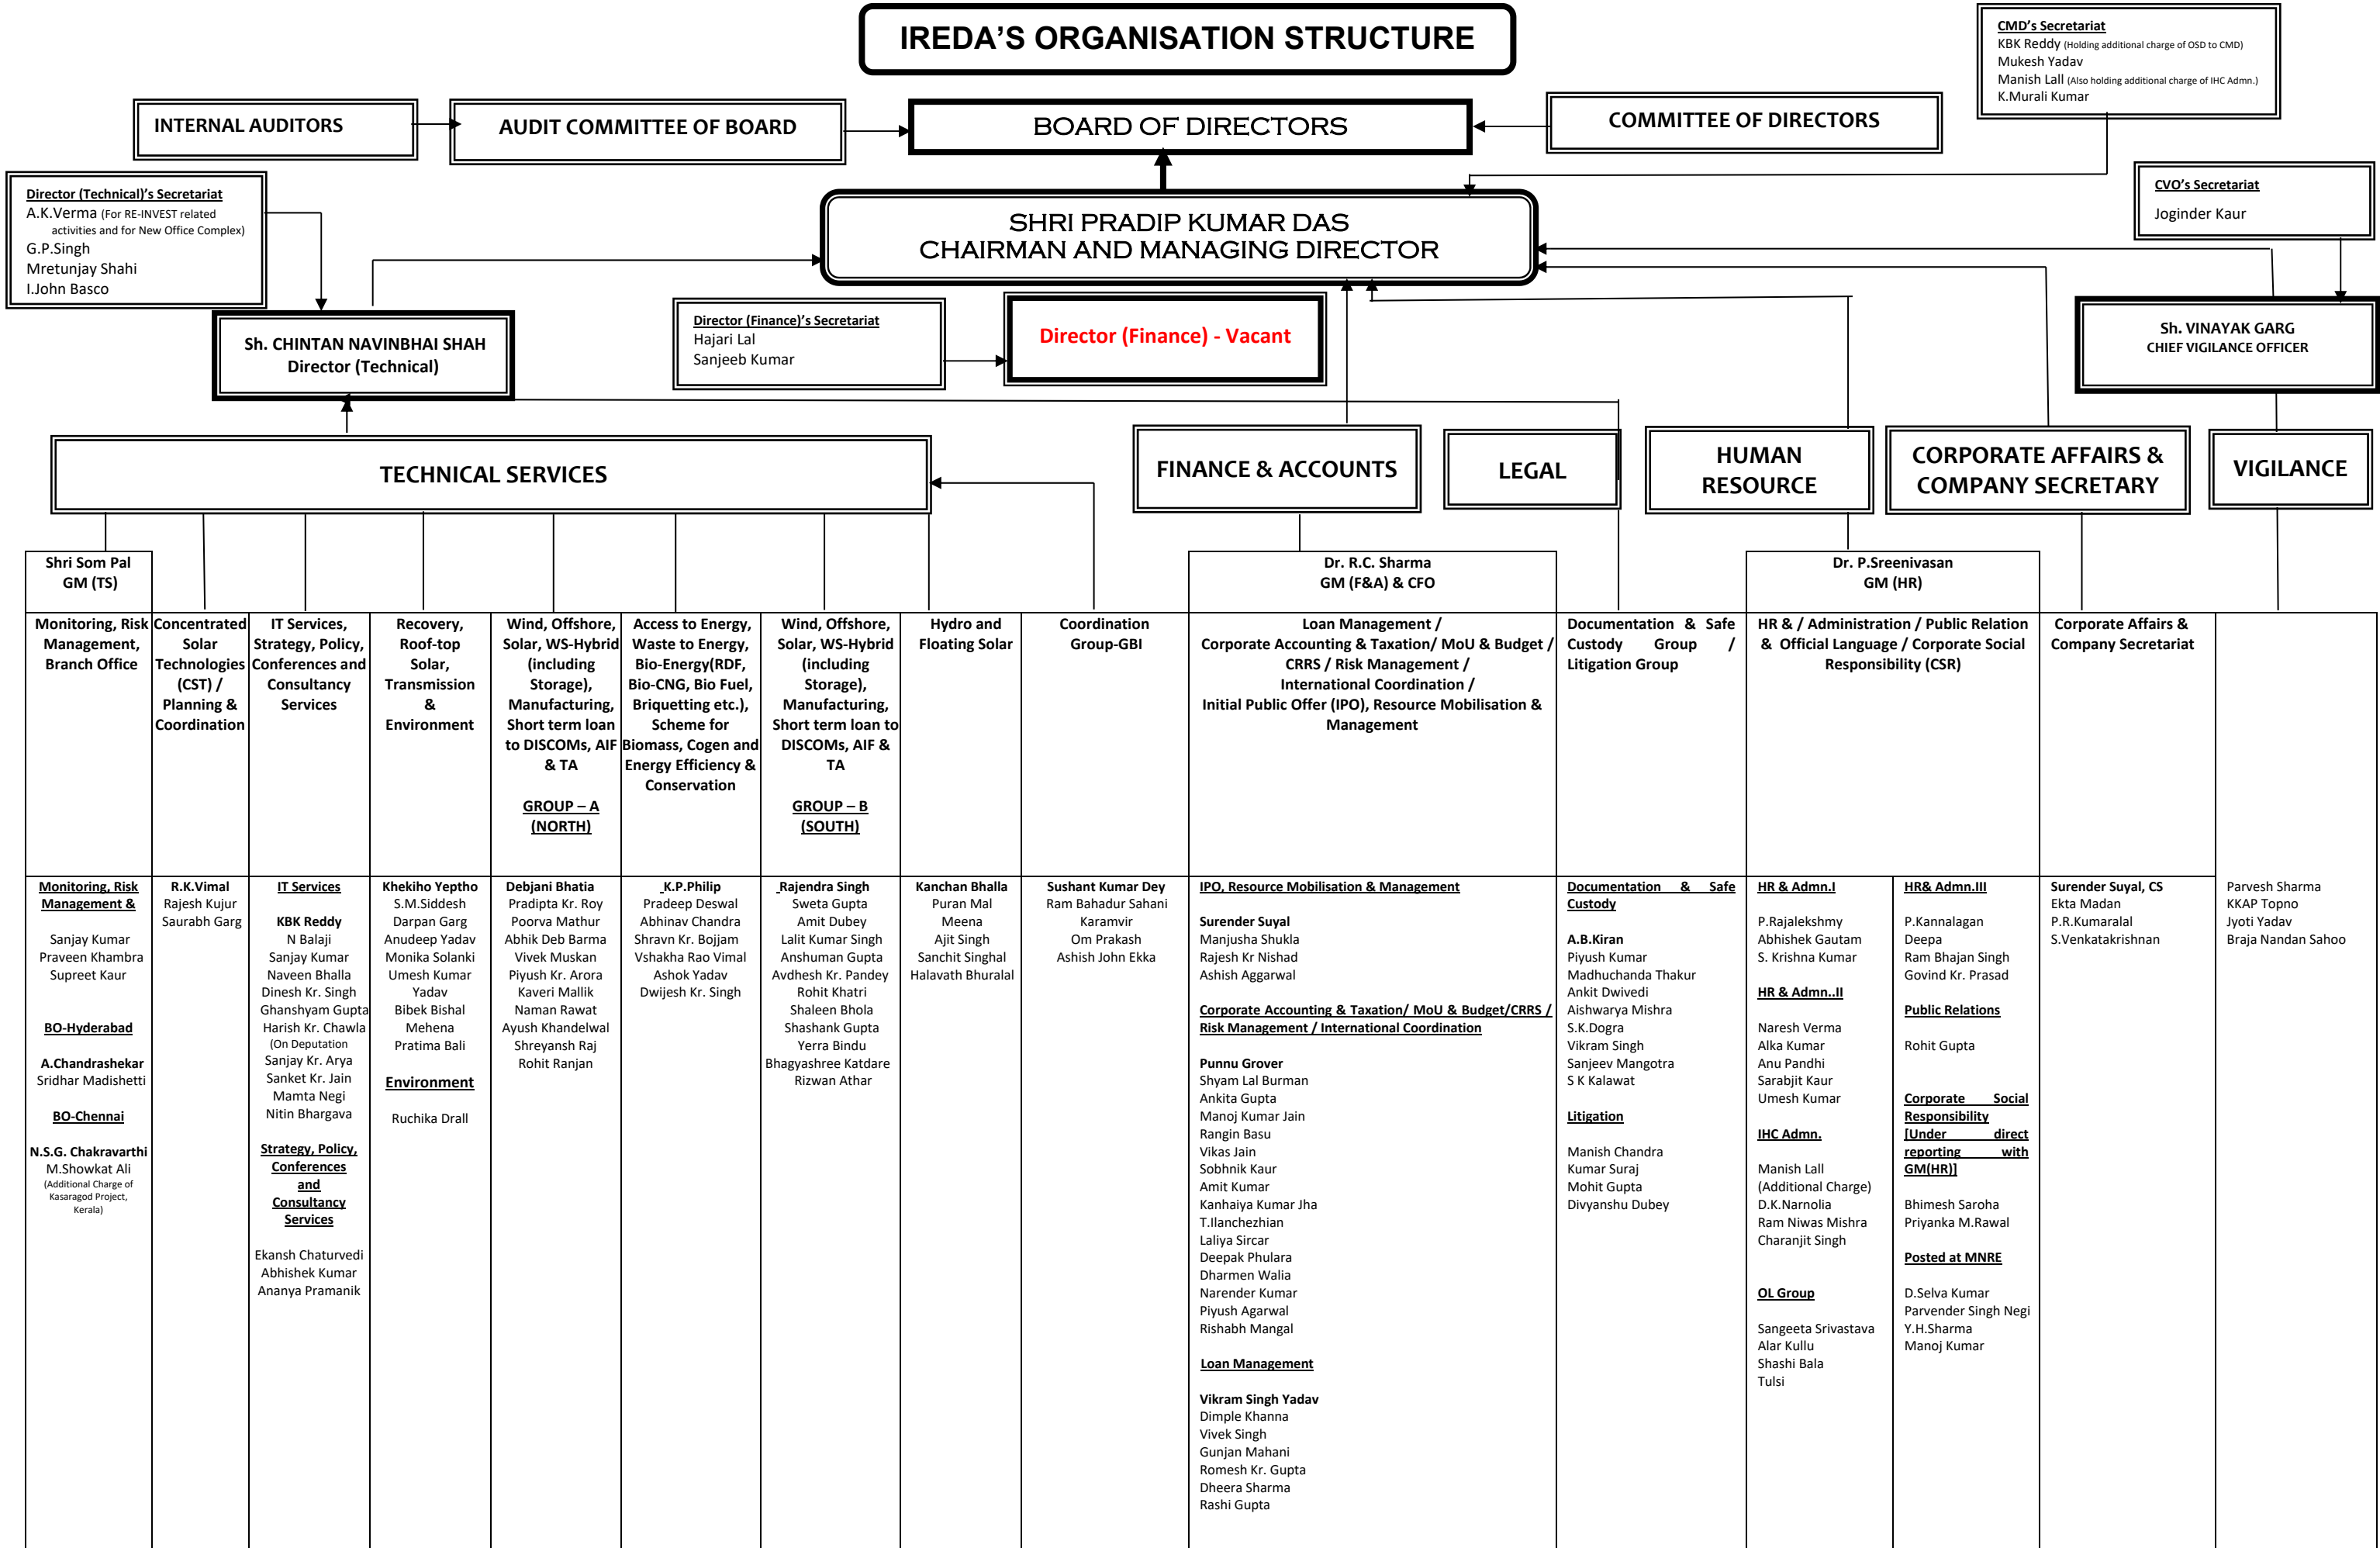 IREDA’S ORGANISATION STRUCTURE
CMD’s Secretariat
KBK Reddy (Holding additional charge of OSD to CMD)
Mukesh Yadav
Manish Lall (Also holding additional charge of IHC Admn.)
K.Murali Kumar
INTERNAL AUDITORS
AUDIT COMMITTEE OF BOARD
BOARD OF DIRECTORS
COMMITTEE OF DIRECTORS
Director (Technical)’s Secretariat
A.K.Verma (For RE-INVEST related
activities and for New Office Complex)
G.P.Singh
Mretunjay Shahi
I.John Basco
SHRI PRADIP KUMAR DAS
CHAIRMAN AND MANAGING DIRECTOR
CVO’s Secretariat
Joginder Kaur
Sh. CHINTAN NAVINBHAI SHAH
Director (Technical)
Director (Finance)’s Secretariat
Hajari Lal
Sanjeeb Kumar
Director (Finance) - Vacant
Sh. VINAYAK GARG
CHIEF VIGILANCE OFFICER
TECHNICAL SERVICES
FINANCE & ACCOUNTS
LEGAL
HUMAN
RESOURCE
CORPORATE AFFAIRS &
COMPANY SECRETARY
VIGILANCE
Shri Som Pal
GM (TS)
Dr. R.C. Sharma
GM (F&A) & CFO
Dr. P.Sreenivasan
GM (HR)
Monitoring, Risk
Management,
Branch Office
Concentrated
Solar
Technologies
(CST) /
Planning &
Coordination
IT Services,
Strategy, Policy,
Conferences and
Consultancy
Services
Recovery,
Roof-top
Solar,
Transmission
&
Environment
Wind, Offshore,
Solar, WS-Hybrid
(including
Storage),
Manufacturing,
Short term loan
to DISCOMs, AIF
& TA
GROUP – A
(NORTH)
Access to Energy,
Waste to Energy,
Bio-Energy(RDF,
Bio-CNG, Bio Fuel,
Briquetting etc.),
Scheme for
Biomass, Cogen and
Energy Efficiency &
Conservation
Wind, Offshore,
Solar, WS-Hybrid
(including
Storage),
Manufacturing,
Short term loan to
DISCOMs, AIF &
TA
GROUP – B
(SOUTH)
Hydro and
Floating Solar
Coordination
Group-GBI
Loan Management /
Corporate Accounting & Taxation/ MoU & Budget /
CRRS / Risk Management /
International Coordination /
Initial Public Offer (IPO), Resource Mobilisation &
Management
Documentation & Safe
Custody Group /
Litigation Group
HR & / Administration / Public Relation
& Official Language / Corporate Social
Responsibility (CSR)
Corporate Affairs &
Company Secretariat
Monitoring, Risk
Management &
Sanjay Kumar
Praveen Khambra
Supreet Kaur
BO-Hyderabad
A.Chandrashekar
Sridhar Madishetti
BO-Chennai
N.S.G. Chakravarthi
M.Showkat Ali
(Additional Charge of
Kasaragod Project,
Kerala)
R.K.Vimal
Rajesh Kujur
Saurabh Garg
IT Services
KBK Reddy
N Balaji
Sanjay Kumar
Naveen Bhalla
Dinesh Kr. Singh
Ghanshyam Gupta
Harish Kr. Chawla
(On Deputation
Sanjay Kr. Arya
Sanket Kr. Jain
Mamta Negi
Nitin Bhargava
Strategy, Policy,
Conferences
and
Consultancy
Services
Ekansh Chaturvedi
Abhishek Kumar
Ananya Pramanik
Khekiho Yeptho
S.M.Siddesh
Darpan Garg
Anudeep Yadav
Monika Solanki
Umesh Kumar
Yadav
Bibek Bishal
Mehena
Pratima Bali
Environment
Ruchika Drall
Debjani Bhatia
Pradipta Kr. Roy
Poorva Mathur
Abhik Deb Barma
Vivek Muskan
Piyush Kr. Arora
Kaveri Mallik
Naman Rawat
Ayush Khandelwal
Shreyansh Raj
Rohit Ranjan
K.P.Philip
Pradeep Deswal
Abhinav Chandra
Shravn Kr. Bojjam
Vshakha Rao Vimal
Ashok Yadav
Dwijesh Kr. Singh
Rajendra Singh
Sweta Gupta
Amit Dubey
Lalit Kumar Singh
Anshuman Gupta
Avdhesh Kr. Pandey
Rohit Khatri
Shaleen Bhola
Shashank Gupta
Yerra Bindu
Bhagyashree Katdare
Rizwan Athar
Kanchan Bhalla
Puran Mal
Meena
Ajit Singh
Sanchit Singhal
Halavath Bhuralal
Sushant Kumar Dey
Ram Bahadur Sahani
Karamvir
Om Prakash
Ashish John Ekka
IPO, Resource Mobilisation & Management
Surender Suyal
Manjusha Shukla
Rajesh Kr Nishad
Ashish Aggarwal
Corporate Accounting & Taxation/ MoU & Budget/CRRS /
Risk Management / International Coordination
Punnu Grover
Shyam Lal Burman
Ankita Gupta
Manoj Kumar Jain
Rangin Basu
Vikas Jain
Sobhnik Kaur
Amit Kumar
Kanhaiya Kumar Jha
T.Ilanchezhian
Laliya Sircar
Deepak Phulara
Dharmen Walia
Narender Kumar
Piyush Agarwal
Rishabh Mangal
Loan Management
Vikram Singh Yadav
Dimple Khanna
Vivek Singh
Gunjan Mahani
Romesh Kr. Gupta
Dheera Sharma
Rashi Gupta
Documentation & Safe
Custody
A.B.Kiran
Piyush Kumar
Madhuchanda Thakur
Ankit Dwivedi
Aishwarya Mishra
S.K.Dogra
Vikram Singh
Sanjeev Mangotra
S K Kalawat
Litigation
Manish Chandra
Kumar Suraj
Mohit Gupta
Divyanshu Dubey
HR & Admn.I
P.Rajalekshmy
Abhishek Gautam
S. Krishna Kumar
HR & Admn..II
Naresh Verma
Alka Kumar
Anu Pandhi
Sarabjit Kaur
Umesh Kumar
IHC Admn.
Manish Lall
(Additional Charge)
D.K.Narnolia
Ram Niwas Mishra
Charanjit Singh
OL Group
Sangeeta Srivastava
Alar Kullu
Shashi Bala
Tulsi
HR& Admn.III
P.Kannalagan
Deepa
Ram Bhajan Singh
Govind Kr. Prasad
Public Relations
Rohit Gupta
Corporate Social
Responsibility
[Under direct
reporting with
GM(HR)]
Bhimesh Saroha
Priyanka M.Rawal
Posted at MNRE
D.Selva Kumar
Parvender Singh Negi
Y.H.Sharma
Manoj Kumar
Surender Suyal, CS
Ekta Madan
P.R.Kumaralal
S.Venkatakrishnan
Parvesh Sharma
KKAP Topno
Jyoti Yadav
Braja Nandan Sahoo